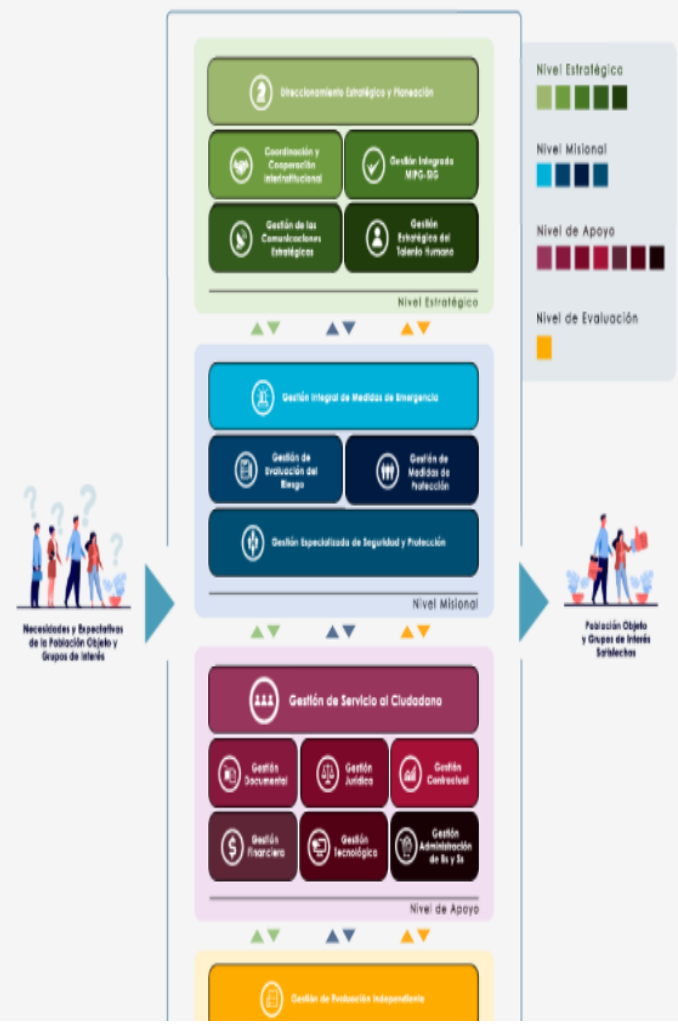 Direccionamiento Estratégico y Planeación
Coordinación y
Cooperación
Interinstitucional
Gestión Integrada
MIPG-SIG
Gestión de las
Comunicaciones
Estratégicas
Gestión
Estratégica del
Talento Humano
Nivel Estratégico
Nivel Estratégico
Nivel Misional
Nivel de Apoyo
Nivel de Evaluación
Gestión Integral de Medidas de Emergencia
Gestión de
Evaluación del
Riesgo
Gestión de
Medidas de
Protección
Gestión Especializada de Seguridad y Protección
Nivel Misional
Necesidades y Expectativas
de la Población Objeto y
Grupos de Interés
Población Objeto
y Grupos de Interés
Satisfechos
Gestión de Servicio al Ciudadano
Gestión
Documental
Gestión
Jurídica
Gestión
Contractual
Gestión
Financiera
Gestión
Tecnológica
Gestión
Administración
de Bs y Ss
Nivel de Apoyo
Gestión de Evaluación Independiente